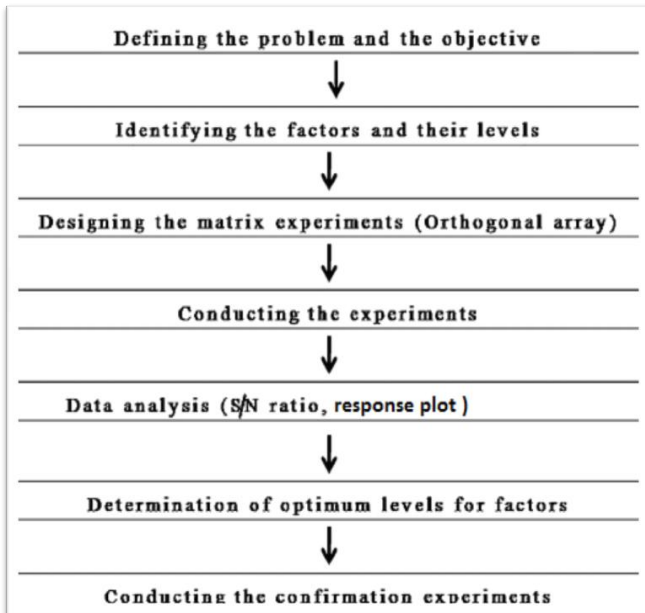 Defining the problem and the objective
Identifying the factors and their levels
Designing the matrix experiments (Orthogonal array)
Conducting the experiments
Data analysis (S/N ratio, response plot )
Determination of optimum levels for factors
Conducting the confirmation experiments